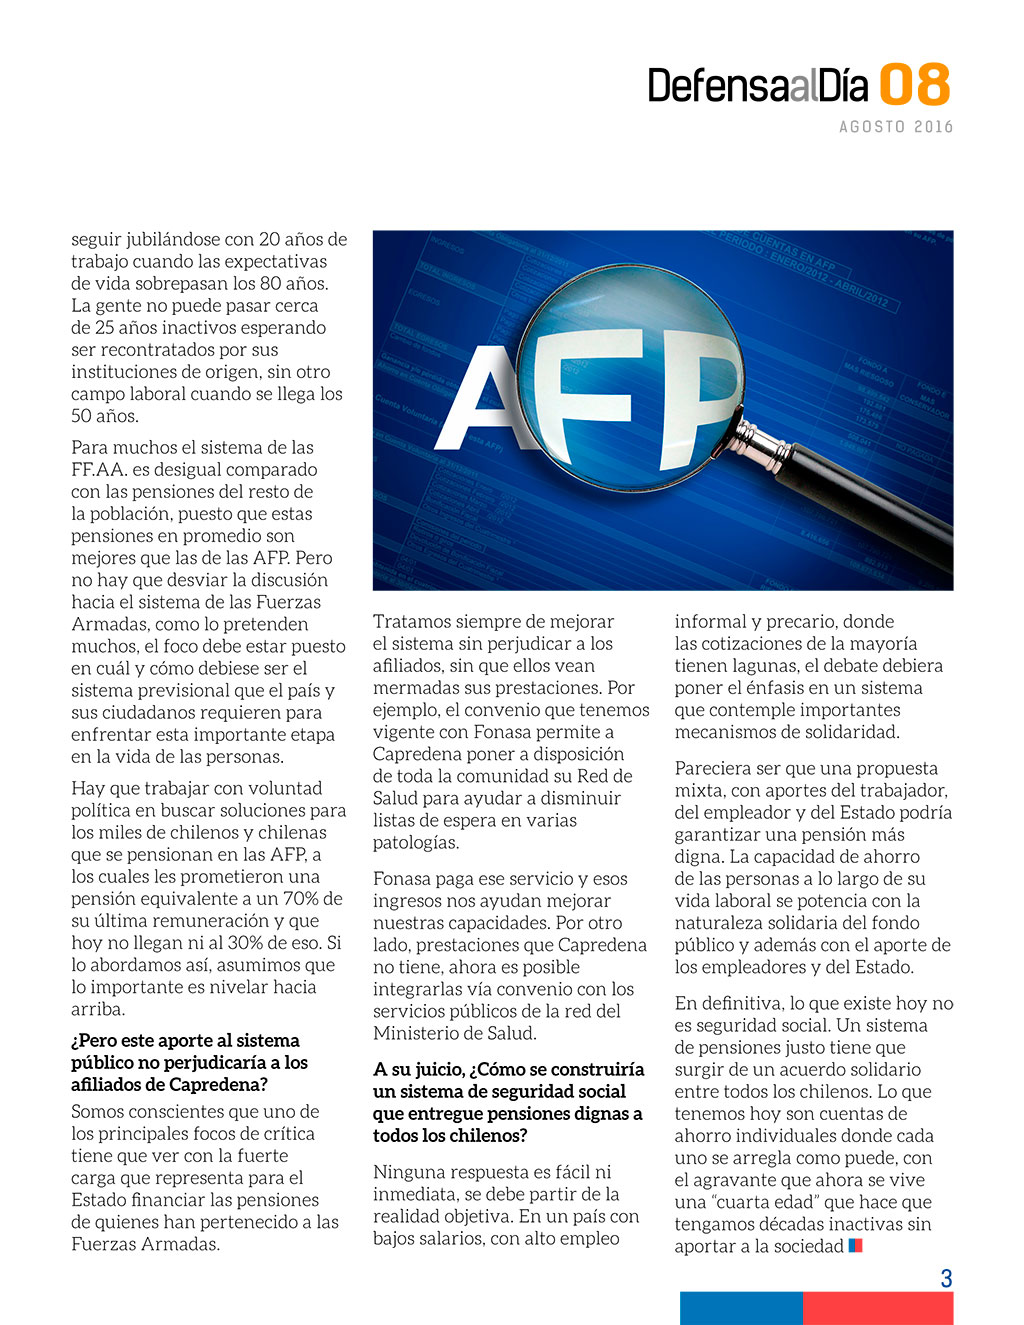 DefensaalDía 08
AGOSTO 2016
seguir jubilándose con 20 años de
trabajo cuando las expectativas
de vida sobrepasan los 80 años.
La gente no puede pasar cerca
de 25 años inactivos esperando
ser recontratados por sus
instituciones de origen, sin otro
campo laboral cuando se llega los
50 años.
Para muchos el sistema de las
FF.AA. es desigual comparado
con las pensiones del resto de
la población, puesto que estas
pensiones en promedio son
mejores que las de las AFP. Pero
no hay que desviar la discusión
hacia el sistema de las Fuerzas
Armadas, como lo pretenden
muchos, el foco debe estar puesto
en cuál y cómo debiese ser el
sistema previsional que el país y
sus ciudadanos requieren para
enfrentar esta importante etapa
en la vida de las personas.
Hay que trabajar con voluntad
política en buscar soluciones para
los miles de chilenos y chilenas
que se pensionan en las AFP, a
los cuales les prometieron una
pensión equivalente a un 70% de
su última remuneración y que
hoy no llegan ni al 30% de eso. Si
lo abordamos así, asumimos que
lo importante es nivelar hacia
arriba.
¿Pero este aporte al sistema
público no perjudicaría a los
afiliados de Capredena?
Somos conscientes que uno de
los principales focos de crítica
tiene que ver con la fuerte
carga que representa para el
Estado financiar las pensiones
de quienes han pertenecido a las
Fuerzas Armadas.
DE CUENTAS EN AFP
PERIODO : ENERO/2012 - ABRIL/2012
INGRESOS
FONDO A
MAS RIESGOSO
FONDO E
MAS
CONSERVADOR
AFP
Tratamos siempre de mejorar
el sistema sin perjudicar a los
afiliados, sin que ellos vean
mermadas sus prestaciones. Por
ejemplo, el convenio que tenemos
vigente con Fonasa permite a
Capredena poner a disposición
de toda la comunidad su Red de
Salud para ayudar a disminuir
listas de espera en varias
patologías.
Fonasa paga ese servicio y esos
ingresos nos ayudan mejorar
nuestras capacidades. Por otro
lado, prestaciones que Capredena
no tiene, ahora es posible
integrarlas vía convenio con los
servicios públicos de la red del
Ministerio de Salud.
A su juicio, ¿Cómo se construiría
un sistema de seguridad social
que entregue pensiones dignas a
todos los chilenos?
Ninguna respuesta es fácil ni
inmediata, se debe partir de la
realidad objetiva. En un país con
bajos salarios, con alto empleo
informal y precario, donde
las cotizaciones de la mayoría
tienen lagunas, el debate debiera
poner el énfasis en un sistema
que contemple importantes
mecanismos de solidaridad.
Pareciera ser que una propuesta
mixta, con aportes del trabajador,
del empleador y del Estado podría
garantizar una pensión más
digna. La capacidad de ahorro
de las personas a lo largo de su
vida laboral se potencia con la
naturaleza solidaria del fondo
público y además con el aporte de
los empleadores y del Estado.
En definitiva, lo que existe hoy no
es seguridad social. Un sistema
de pensiones justo tiene que
surgir de un acuerdo solidario
entre todos los chilenos. Lo que
tenemos hoy son cuentas de
ahorro individuales donde cada
uno se arregla como puede, con
el agravante que ahora se vive
una “cuarta edad” que hace que
tengamos décadas inactivas sin
aportar a la sociedad
3